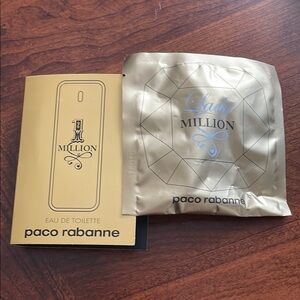 1
MILLION
EAU DE TOILETTE
paco rabanne
Lady
MILLION
paco rabanne